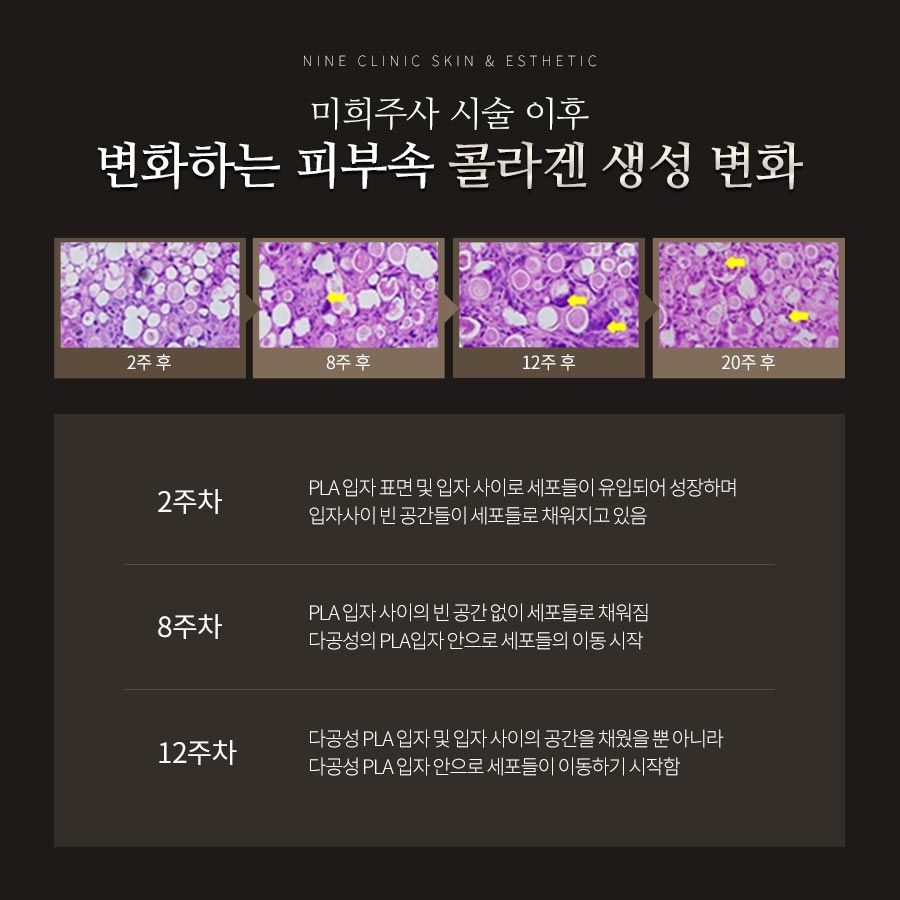 NINE CLINIC SKIN & ESTHETIC
미희주사 시술 이후
변화하는 피부속 콜라겐 생성 변화
2주 후
8주 후
12주 후
20주 후
2주차
PLA 입자 표면 및 입자 사이로 세포들이 유입되어 성장하며
입자사이 빈 공간들이 세포들로 채워지고 있음
8주차
PLA 입자 사이의 빈 공간 없이 세포들로 채워짐
다공성의 PLA입자 안으로 세포들의 이동 시작
12주차
다공성 PLA 입자 및 입자 사이의 공간을 채웠을 뿐 아니라
다공성 PLA 입자 안으로 세포들이 이동하기 시작함